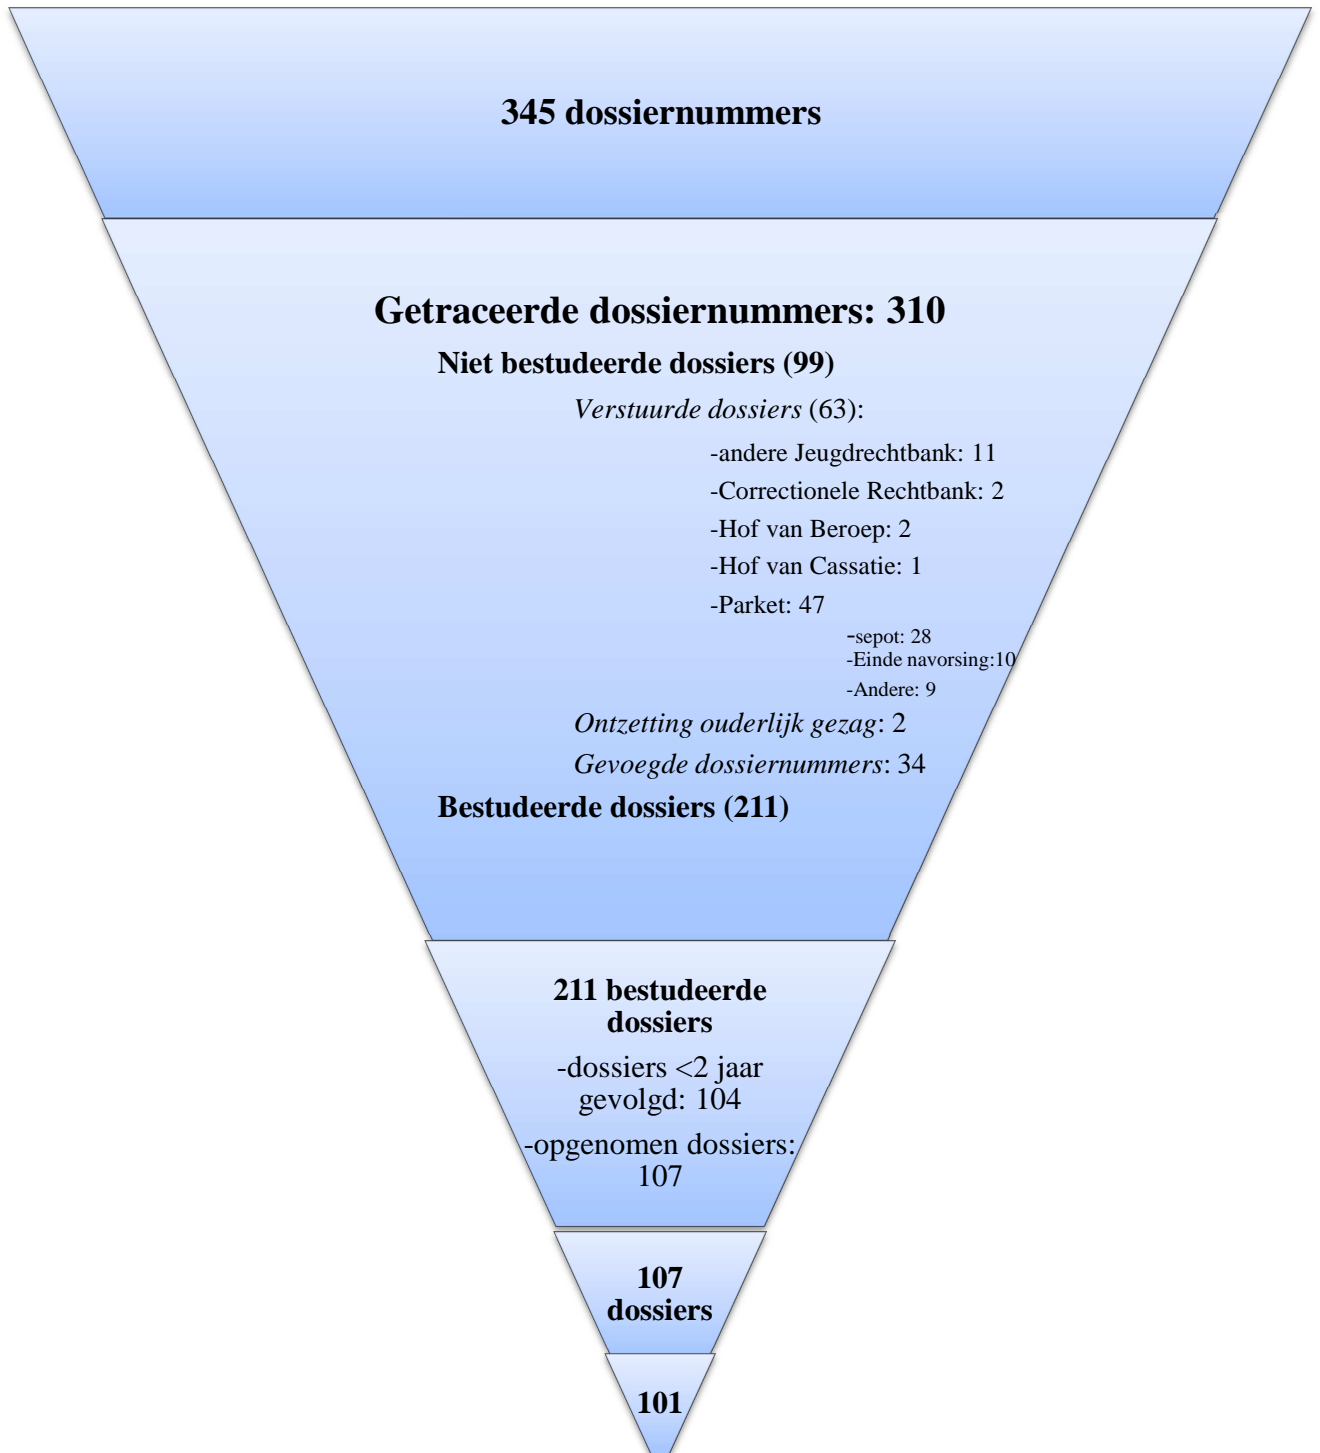 345 dossiernummers
Getraceerde dossiernummers: 310
Niet bestudeerde dossiers (99)
Verstuurde dossiers (63):
-andere Jeugdrechtbank: 11
-Correctionele Rechtbank: 2
-Hof van Beroep: 2
-Hof van Cassatie: 1
-Parket: 47
-sepot: 28
-Einde navorsing:10
-Andere: 9
Ontzetting ouderlijk gezag: 2
Gevoegde dossiernummers: 34
Bestudeerde dossiers (211)
211 bestudeerde
dossiers
-dossiers <2 jaar
gevolgd: 104
-opgenomen dossiers:
107
107
dossiers
101